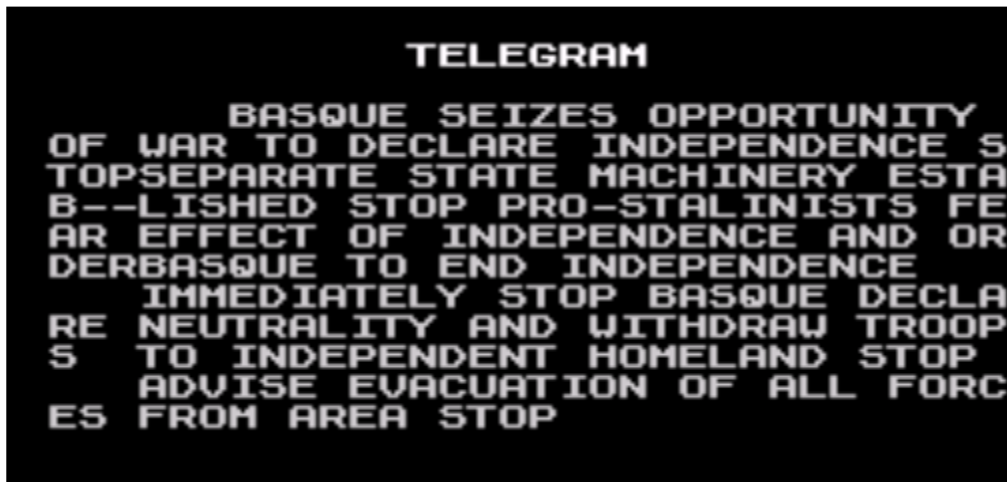 TELEGRAM
BASQUE SEIZES OPPORTUNITY
OF WAR TO DECLARE INDEPENDENCE S
TOPSEPARATE STATE MACHINERY ESTA
B--LISHED STOP PRO-STALINISTS FE
AR EFFECT OF INDEPENDENCE AND OR
DERBASQUE TO END INDEPENDENCE
IMMEDIATELY STOP BASQUE DECLA
RE NEUTRALITY AND WITHDRAW TROOP
S TO INDEPENDENT HOMELAND STOP
ADVISE EVACUATION OF ALL FORC
ES FROM AREA STOP